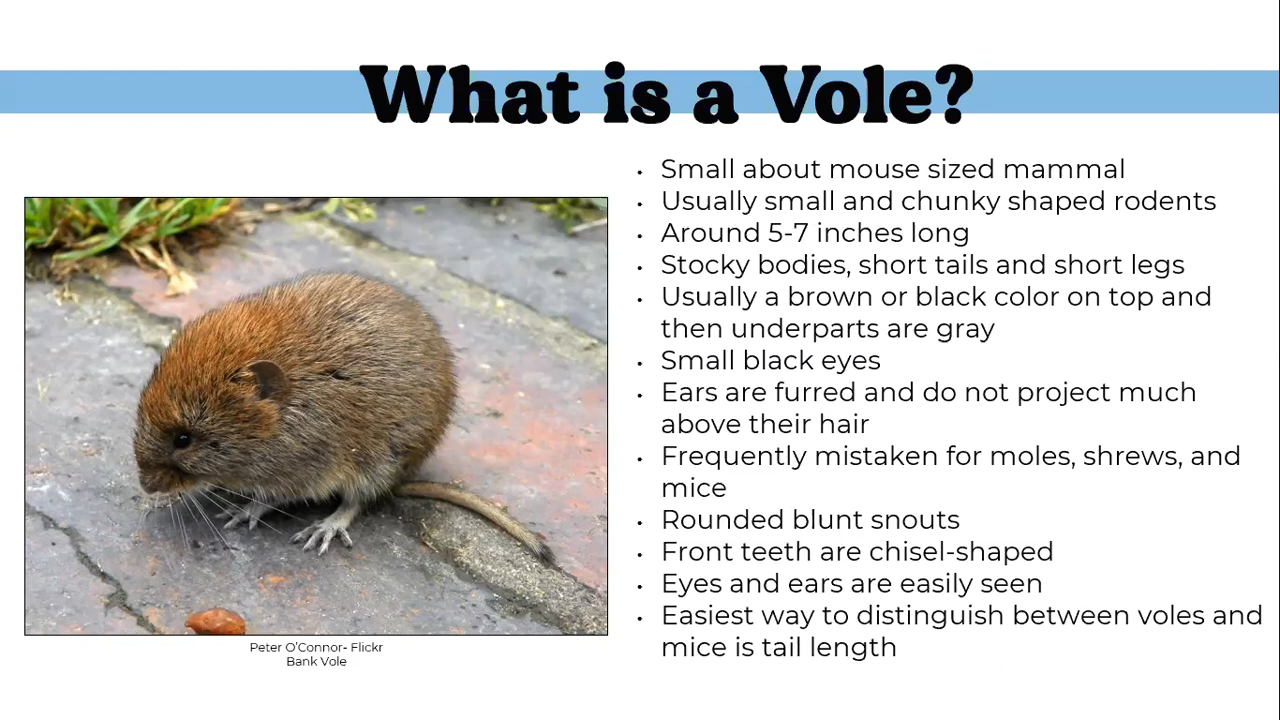 What is a Vole?
• Small about mouse sized mammal
• Usually small and chunky shaped rodents
• Around 5-7 inches long
• Stocky bodies, short tails and short legs
• Usually a brown or black color on top and
then underparts are gray
• Small black eyes
• Ears are furred and do not project much
above their hair
• Frequently mistaken for moles, shrews, and
mice
• Rounded blunt snouts
• Front teeth are chisel-shaped
• Eyes and ears are easily seen
• Easiest way to distinguish between voles and
mice is tail length
Peter O'Connor- Flickr
Bank Vole